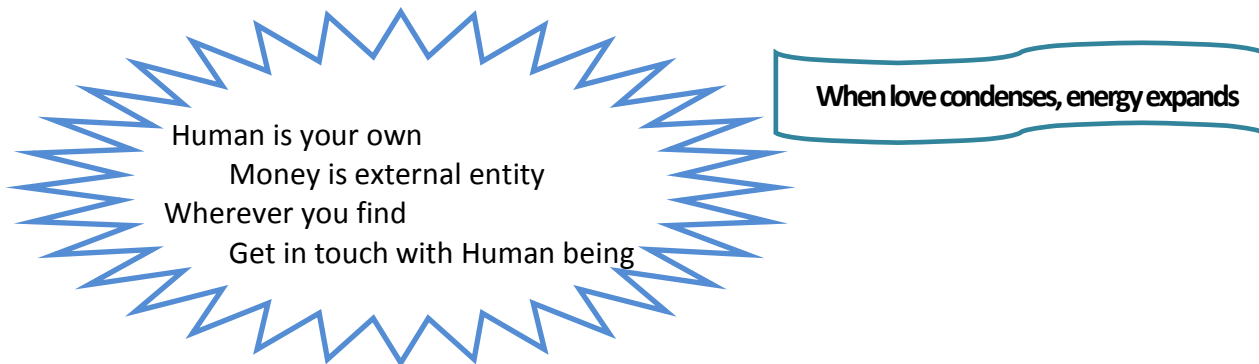 When love condenses, energy expands
Human is your own
Money is external entity
Wherever you find
Get in touch with Human being